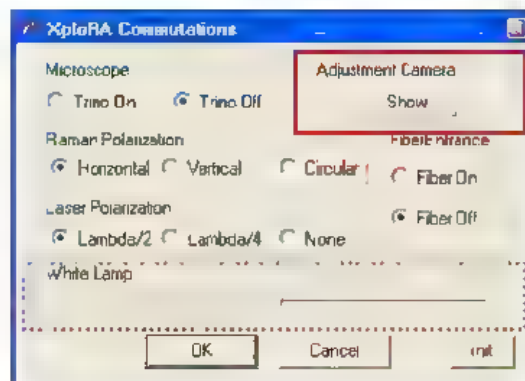 XploRA Commutations
Microscope
Adjustment Camera
Trino On Trino Off
Show
Raman Polarization
Fiber Entrance
Horizontal Vertical Circular
Fiber On
Laser Polarization
Fiber Off
Lambda/2 Lambda/4 None
White Lamp
OK Cancel Init